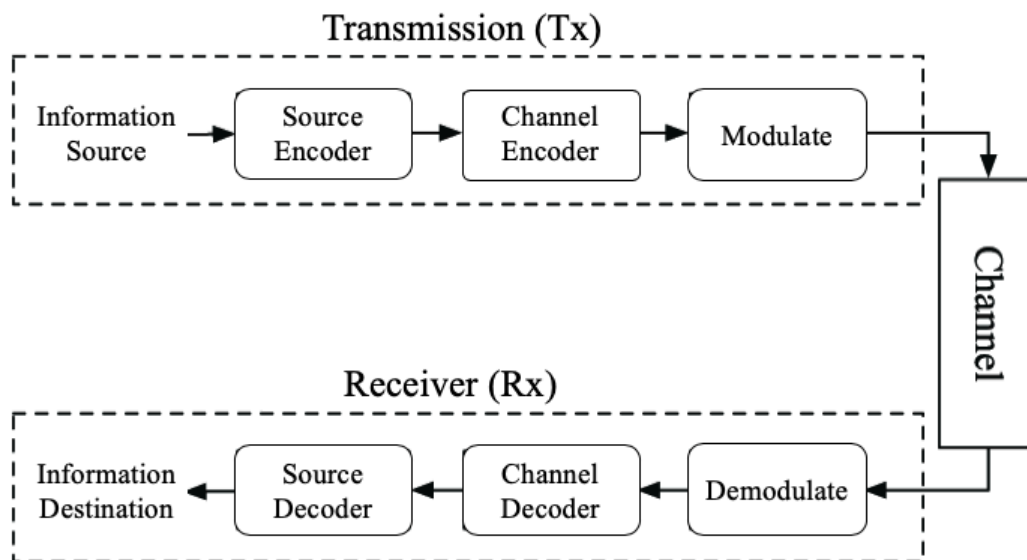 Transmission (Tx)
Information
Source
Source
Encoder
Channel
Encoder
Modulate
Channel
Receiver (Rx)
Information
Destination
Source
Decoder
Channel
Decoder
Demodulate